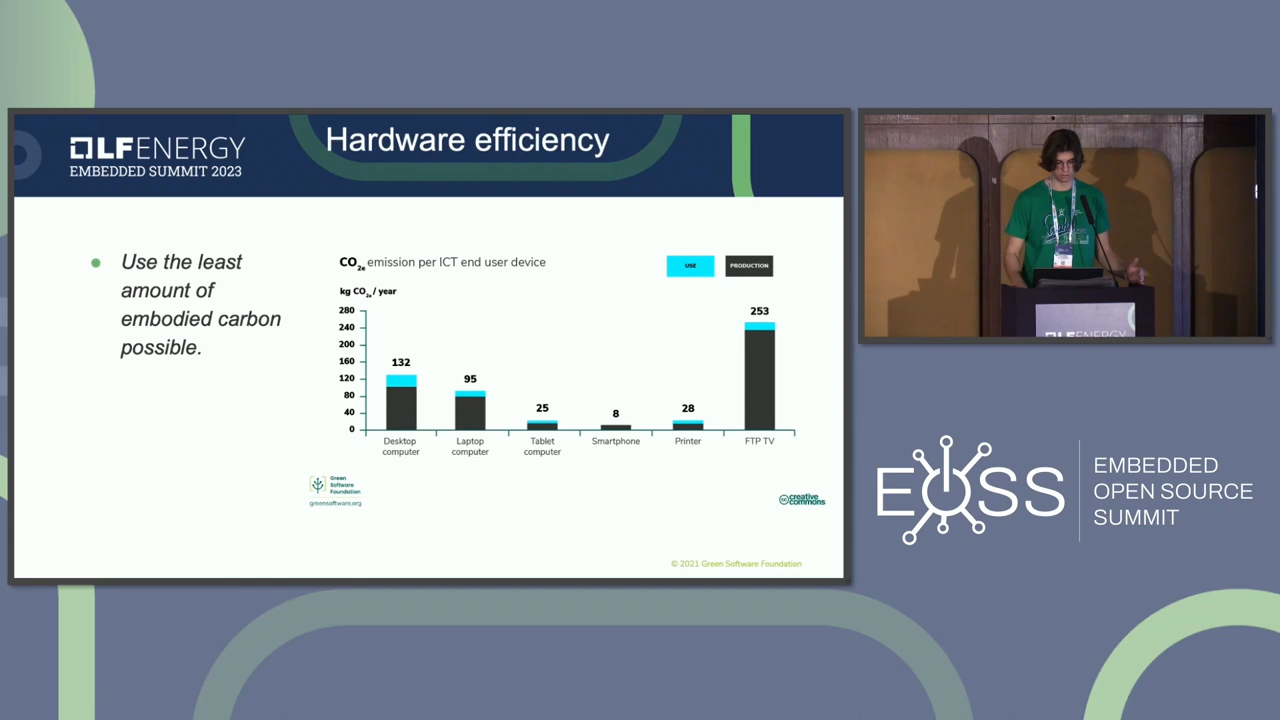 LFENERGY
EMBEDDED SUMMIT 2023
Hardware efficiency
Use the least
amount of
embodied carbon
possible.
CO2e emission per ICT end user device
USE
PRODUCTION
kg CO2e / year
280
240
200
160
120
80
40
0
132
95
25
8
28
253
Desktop
computer
Laptop
computer
Tablet
computer
Smartphone
Printer
FTP TV
Green
Software
Foundation
greensoftware.org
cc creative
commons
© 2021 Green Software Foundation
LFENERGY
EOSS
EMBEDDED
OPEN SOURCE
SUMMIT